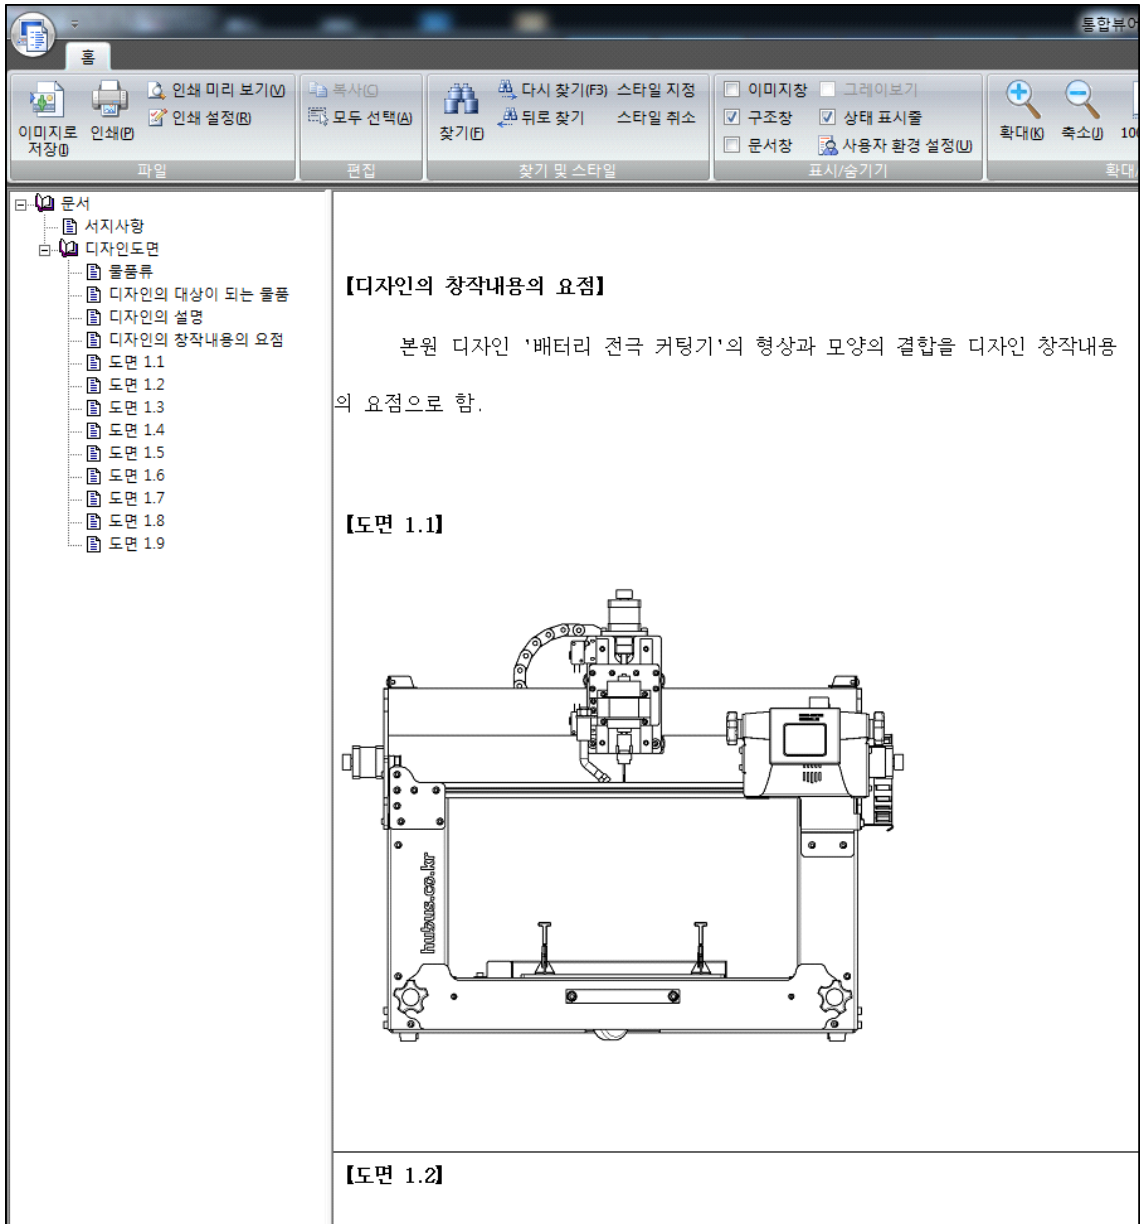 통합뷰어
홈
이미지로 저장(I)
인쇄(P)
인쇄 미리 보기(V)
인쇄 설정(R)
파일
복사(C)
모두 선택(A)
편집
찾기(F)
다시 찾기(F3)
뒤로 찾기
스타일 지정
스타일 취소
찾기 및 스타일
이미지창
그레이보기
구조창
상태 표시줄
문서창
사용자 환경 설정(U)
표시/숨기기
확대(K)
축소(J)
100
확대/
문서
서지사항
디자인도면
물품류
디자인의 대상이 되는 물품
디자인의 설명
디자인의 창작내용의 요점
도면 1.1
도면 1.2
도면 1.3
도면 1.4
도면 1.5
도면 1.6
도면 1.7
도면 1.8
도면 1.9
【디자인의 창작내용의 요점】
본원 디자인 '배터리 전극 커팅기'의 형상과 모양의 결합을 디자인 창작내용
의 요점으로 함.
【도면 1.1】
hubus.co.kr
【도면 1.2】